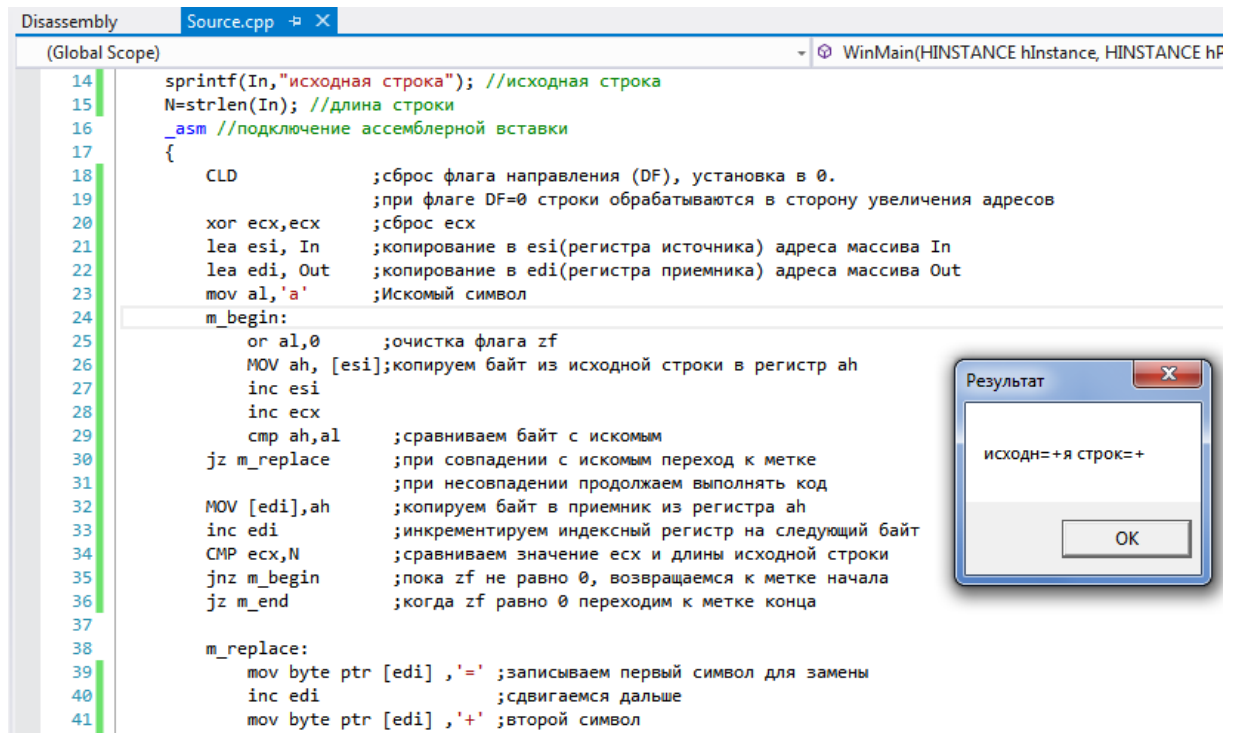 Disassembly Source.cpp
(Global Scope) WinMain(HINSTANCE hInstance, HINSTANCE hP
14 sprintf(In,"исходная строка"); //исходная строка
15 N=strlen(In); //длина строки
16 _asm //подключение ассемблерной вставки
17 {
18 CLD ;сброс флага направления (DF), установка в 0.
19 ;при флаге DF=0 строки обрабатываются в сторону увеличения адресов
20 xor ecx,ecx ;сброс ecx
21 lea esi, In ;копирование в esi(регистра источника) адреса массива In
22 lea edi, Out ;копирование в edi(регистра приемника) адреса массива Out
23 mov al,'а' ;Искомый символ
24 m_begin:
25 or al,0 ;очистка флага zf
26 MOV ah, [esi];копируем байт из исходной строки в регистр ah
27 inc esi
28 inc ecx
29 cmp ah,al ;сравниваем байт с искомым
30 jz m_replace ;при совпадении с искомым переход к метке
31 ;при несовпадении продолжаем выполнять код
32 MOV [edi],ah ;копируем байт в приемник из регистра ah
33 inc edi ;инкрементируем индексный регистр на следующий байт
34 CMP ecx,N ;сравниваем значение ecx и длины исходной строки
35 jnz m_begin ;пока zf не равно 0, возвращаемся к метке начала
36 jz m_end ;когда zf равно 0 переходим к метке конца
37
38 m_replace:
39 mov byte ptr [edi] ,'=' ;записываем первый символ для замены
40 inc edi ;сдвигаемся дальше
41 mov byte ptr [edi] ,'+' ;второй символ
Результат
исходн=+я строк=+
OK